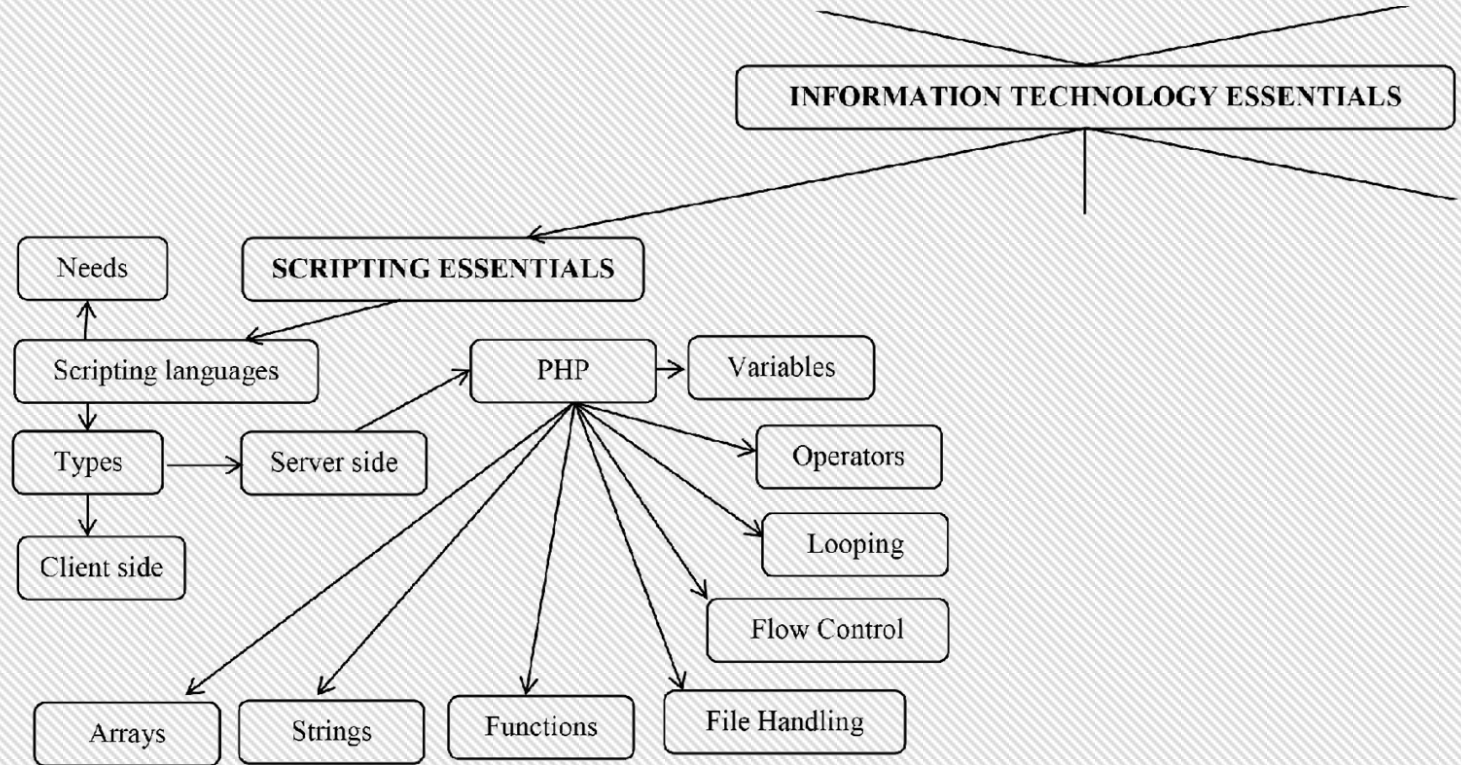 INFORMATION TECHNOLOGY ESSENTIALS
Needs
SCRIPTING ESSENTIALS
Scripting languages
PHP
Variables
Types
Server side
Operators
Looping
Client side
Flow Control
Arrays
Strings
Functions
File Handling